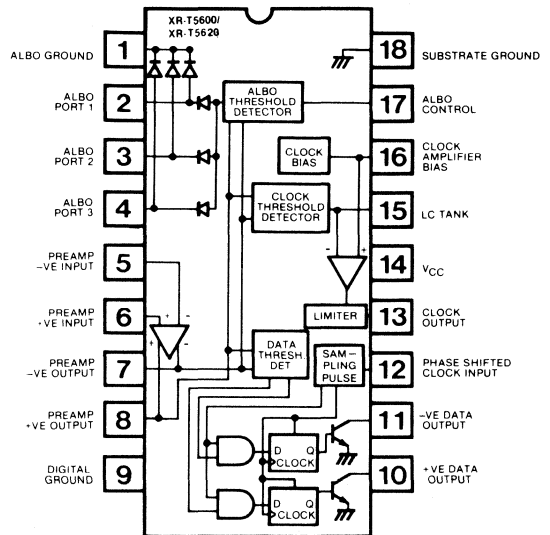 XR-T5600/
XR-T5620
ALBO GROUND
1
ALBO
PORT 1
2
ALBO
PORT 2
3
ALBO
PORT 3
4
PREAMP
-VE INPUT
5
PREAMP
+VE INPUT
6
PREAMP
-VE OUTPUT
7
PREAMP
+VE OUTPUT
8
DIGITAL
GROUND
9
ALBO
THRESHOLD
DETECTOR
CLOCK
BIAS
CLOCK
THRESHOLD
DETECTOR
- +
LIMITER
+ -
DATA
THRESH.
DET
SAM-
PLING
PULSE
D Q
CLOCK
D Q
CLOCK
18
SUBSTRATE GROUND
17
ALBO
CONTROL
16
CLOCK
AMPLIFIER
BIAS
15
LC TANK
14
VCC
13
CLOCK
OUTPUT
12
PHASE SHIFTED
CLOCK INPUT
11
-VE DATA
OUTPUT
10
+VE DATA
OUTPUT